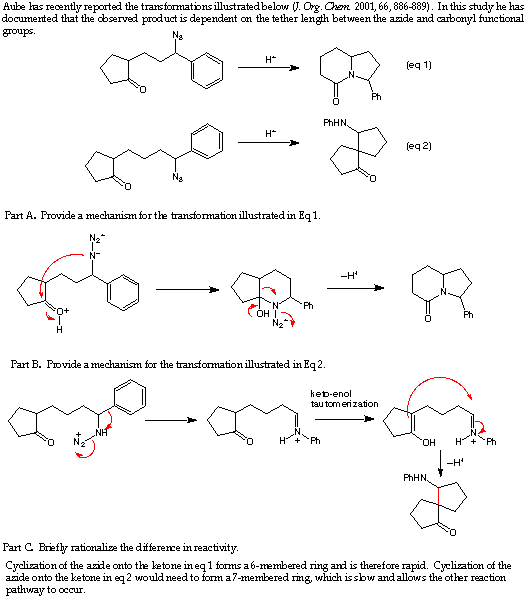 Aube has recently reported the transformations illustrated below (J. Org. Chem. 2001, 66, 886-889). In this study he has
documented that the observed product is dependent on the tether length between the azide and carbonyl functional
groups.
N3
O
H+
N
O
Ph
(eq 1)
O
N3
H+
PhHN
O
(eq 2)
Part A. Provide a mechanism for the transformation illustrated in Eq 1.
N2+
N-
O+
H
N
Ph
OH
N2+
–H+
N
O
Ph
Part B. Provide a mechanism for the transformation illustrated in Eq 2.
O
N2
+
NH
O
H
N
+
Ph
keto-enol
tautomerization
OH
H
N
+
Ph
–H+
PhHN
O
Part C. Briefly rationalize the difference in reactivity.
Cyclization of the azide onto the ketone in eq 1 forms a 6-membered ring and is therefore rapid. Cyclization of the
azide onto the ketone in eq 2 would need to form a 7-membered ring, which is slow and allows the other reaction
pathway to occur.